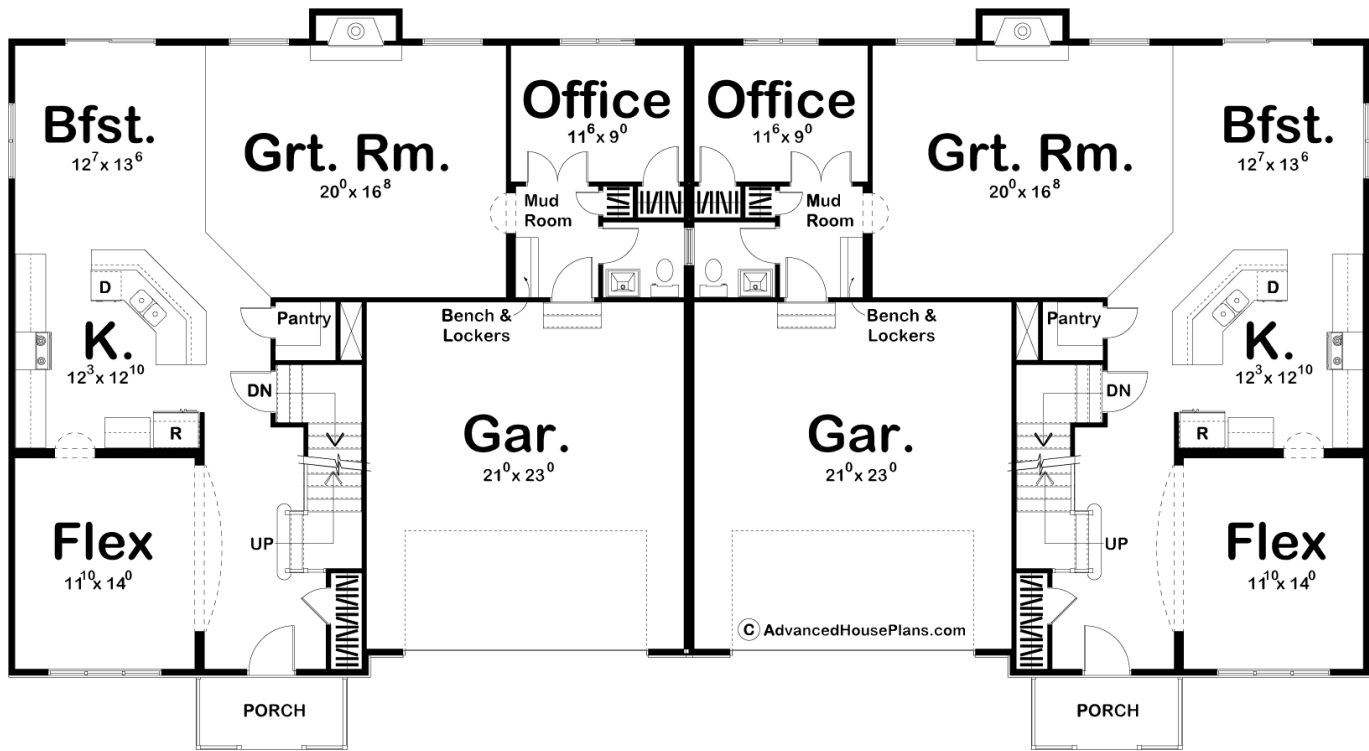 Bfst.
12⁷ x 13⁶
Grt. Rm.
20⁰ x 16⁸
Office
11⁶ x 9⁰
Office
11⁶ x 9⁰
Grt. Rm.
20⁰ x 16⁸
Bfst.
12⁷ x 13⁶
Mud
Room
Mud
Room
D
K.
12³ x 12¹⁰
R
Pantry
DN
Bench &
Lockers
Bench &
Lockers
Pantry
DN
D
K.
12³ x 12¹⁰
R
Gar.
21⁰ x 23⁰
Gar.
21⁰ x 23⁰
Flex
11¹⁰ x 14⁰
UP
UP
Flex
11¹⁰ x 14⁰
C AdvancedHousePlans.com
PORCH
PORCH